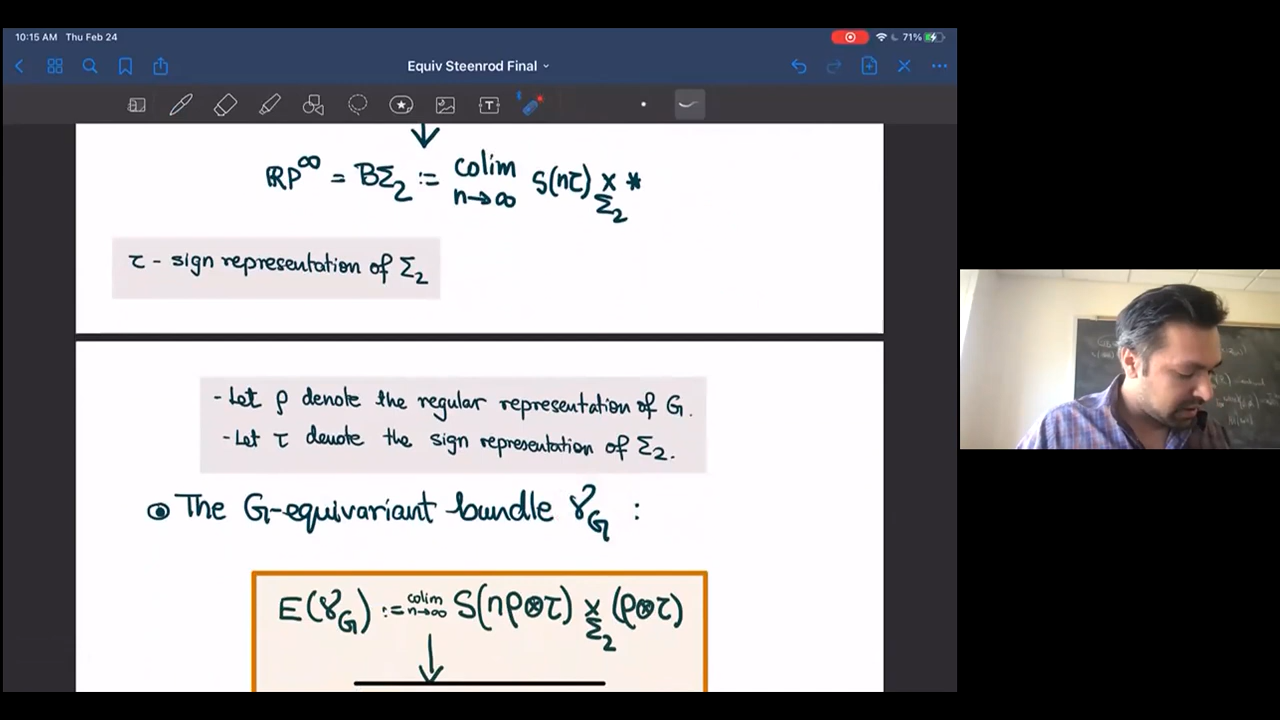 10:15 AM Thu Feb 24
71%
Equiv Steenrod Final
RP^∞ = BΣ₂ := colim_{n→∞} S(nτ) ×_{Σ₂} *
τ - sign representation of Σ₂
- Let ρ denote the regular representation of G.
- Let τ denote the sign representation of Σ₂.
The G-equivariant bundle γ_G :
E(γ_G) := colim_{n→∞} S(nρ⊗τ) ×_{Σ₂} (ρ⊗τ)